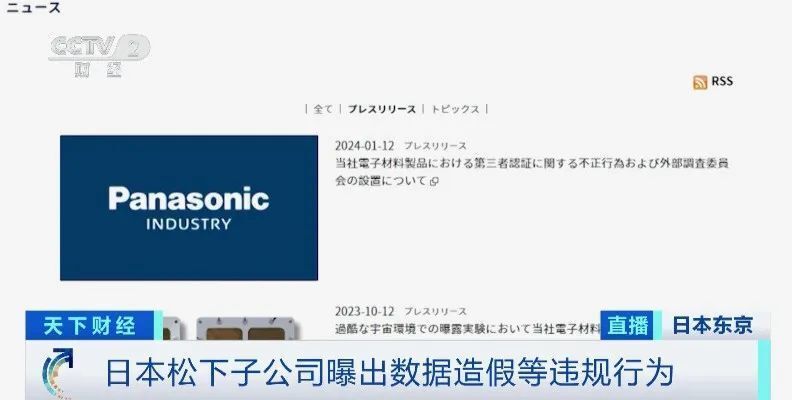 ニュース
CCTV 2
财经
RSS
| 全て | プレスリリース | トピックス |
2024-01-12 プレスリリース
当社電子材料製品における第三者認証に関する不正行為および外部調査委員
会の設置について
Panasonic
INDUSTRY
2023-10-12 プレスリリース
過酷な宇宙環境での曝露実験において当社電子材料
天下财经
直播
日本东京
日本松下子公司曝出数据造假等违规行为